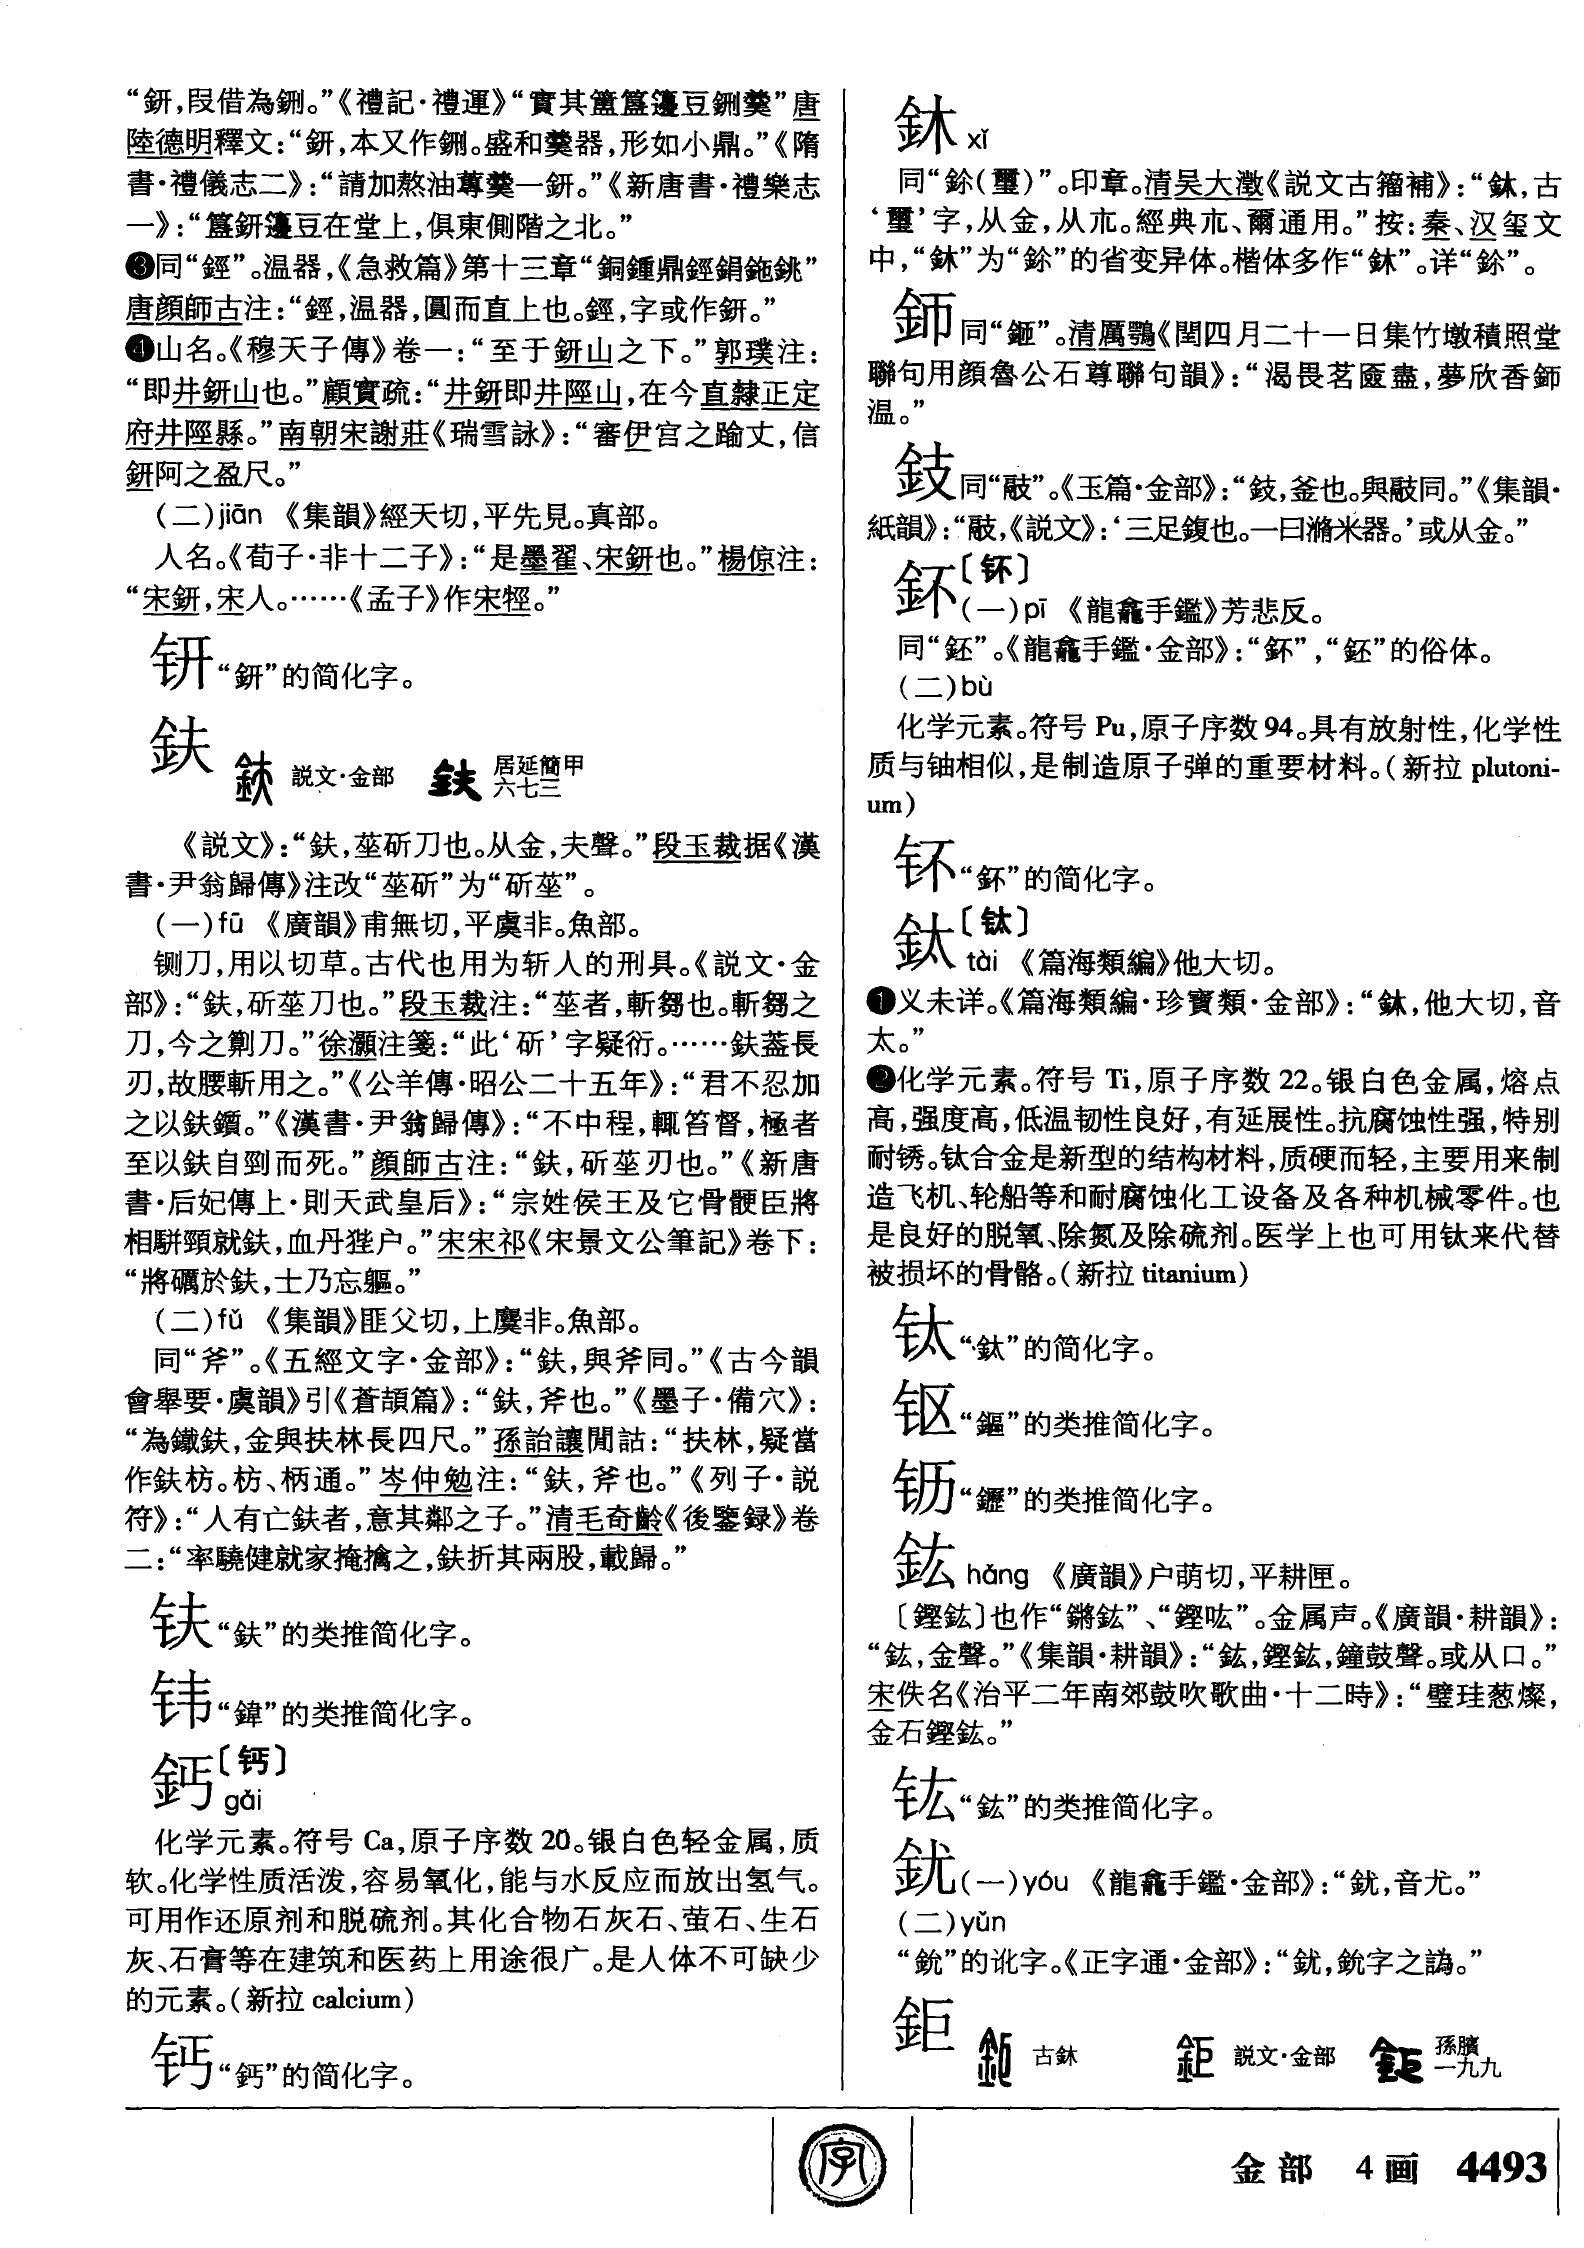 “鈃，叚借為鉶。”《禮記·禮運》“實其簠簋籩豆鉶羹”唐
陸德明釋文：“鈃，本又作鉶。盛和羹器，形如小鼎。”《隋
書·禮儀志二》：“請加熬油蓴羹一鈃。”《新唐書·禮樂志
一》：“簋鈃籩豆在堂上，俱東側階之北。”
❸同“鋞”。温器，《急救篇》第十三章“銅鍾鼎鋞鋗鉇銚”
唐顔師古注：“鋞，温器，圓而直上也。鋞，字或作鈃。”
❹山名。《穆天子傳》卷一：“至于鈃山之下。”郭璞注：
“即井鈃山也。”顧實疏：“井鈃即井陘山，在今直隸正定
府井陘縣。”南朝宋謝莊《瑞雪詠》：“審伊宫之踰丈，信
鈃阿之盈尺。”
（二）jiān 《集韻》經天切，平先見。真部。
人名。《荀子·非十二子》：“是墨翟、宋鈃也。”楊倞注：
“宋鈃，宋人。……《孟子》作宋牼。”
钘“鈃”的简化字。
鈇 説文·金部 居延簡甲
六七三
《説文》：“鈇，莝斫刀也。从金，夫聲。”段玉裁据《漢
書·尹翁歸傳》注改“莝斫”为“斫莝”。
（一）fū 《廣韻》甫無切，平虞非。魚部。
铡刀，用以切草。古代也用为斩人的刑具。《説文·金
部》：“鈇，斫莝刀也。”段玉裁注：“莝者，斬芻也。斬芻之
刀，今之㔍刀。”徐灝注箋：“此‘斫’字疑衍。……鈇葢長
刃，故腰斬用之。”《公羊傳·昭公二十五年》：“君不忍加
之以鈇鑕。”《漢書·尹翁歸傳》：“不中程，輒笞督，極者
至以鈇自剄而死。”顔師古注：“鈇，斫莝刃也。”《新唐
書·后妃傳上·則天武皇后》：“宗姓侯王及它骨骾臣將
相駢頸就鈇，血丹狴户。”宋宋祁《宋景文公筆記》卷下：
“將礪於鈇，士乃忘軀。”
（二）fǔ 《集韻》匪父切，上麌非。魚部。
同“斧”。《五經文字·金部》：“鈇，與斧同。”《古今韻
會舉要·虞韻》引《蒼頡篇》：“鈇，斧也。”《墨子·備穴》：
“為鐵鈇，金與扶林長四尺。”孫詒讓閒詁：“扶林，疑當
作鈇枋。枋、柄通。”岑仲勉注：“鈇，斧也。”《列子·説
符》：“人有亡鈇者，意其鄰之子。”清毛奇齡《後鑒録》卷
二：“率驍健就家掩擒之，鈇折其兩股，載歸。”
𫓧“鈇”的类推简化字。
𫓩“鍏”的类推简化字。
鈣〔钙〕
gài
化学元素。符号 Ca，原子序数 20。银白色轻金属，质
软。化学性质活泼，容易氧化，能与水反应而放出氢气。
可用作还原剂和脱硫剂。其化合物石灰石、萤石、生石
灰、石膏等在建筑和医药上用途很广。是人体不可缺少
的元素。（新拉 calcium）
钙“鈣”的简化字。
鉨 xǐ
同“鉩（璽）”。印章。清吴大澂《説文古籀補》：“鉨，古
‘璽’字，从金，从朩。經典朩、爾通用。”按：秦、汉玺文
中，“鉨”为“鉩”的省变异体。楷体多作“鉨”。详“鉩”。
鈰同“鉔”。清厲鶚《閏四月二十一日集竹墩積照堂
聯句用顔魯公石尊聯句韻》：“渴畏茗匳盡，夢欣香鈰
温。”
鈘同“㩻”。《玉篇·金部》：“鈘，釜也。與㩻同。”《集韻·
紙韻》：“㩻，《説文》：‘三足鍑也。一曰滫米器。’或从金。”
鈈〔钚〕
（一）pī 《龍龕手鑑》芳悲反。
同“鉟”。《龍龕手鑑·金部》：“鈈”，“鉟”的俗体。
（二）bù
化学元素。符号 Pu，原子序数 94。具有放射性，化学性
质与铀相似，是制造原子弹的重要材料。（新拉 plutoni-
um）
钚“鈈”的简化字。
鈦〔钛〕
tài 《篇海類編》他大切。
❶义未详。《篇海類編·珍寶類·金部》：“鈦，他大切，音
太。”
❷化学元素。符号 Ti，原子序数 22。银白色金属，熔点
高，强度高，低温韧性良好，有延展性。抗腐蚀性强，特别
耐锈。钛合金是新型的结构材料，质硬而轻，主要用来制
造飞机、轮船等和耐腐蚀化工设备及各种机械零件。也
是良好的脱氧、除氮及除硫剂。医学上也可用钛来代替
被损坏的骨骼。（新拉 titanium）
钛“鈦”的简化字。
𰽗“鏂”的类推简化字。
𫟷“鑢”的类推简化字。
鈜 hǎng 《廣韻》户萌切，平耕匣。
〔鏗鈜〕也作“鏘鈜”、“鏗吰”。金属声。《廣韻·耕韻》：
“鈜，金聲。”《集韻·耕韻》：“鈜，鏗鈜，鐘鼓聲。或从口。”
宋佚名《治平二年南郊鼓吹歌曲·十二時》：“璧珪葱燦，
金石鏗鈜。”
𫟹“鈜”的类推简化字。
鈂（一）yóu 《龍龕手鑑·金部》：“鈂，音尤。”
（二）yǔn
“鈗”的讹字。《正字通·金部》：“鈂，鈗字之譌。”
鉅 古鉨 説文·金部 孫臏
一九九
字
金部 4画 4493